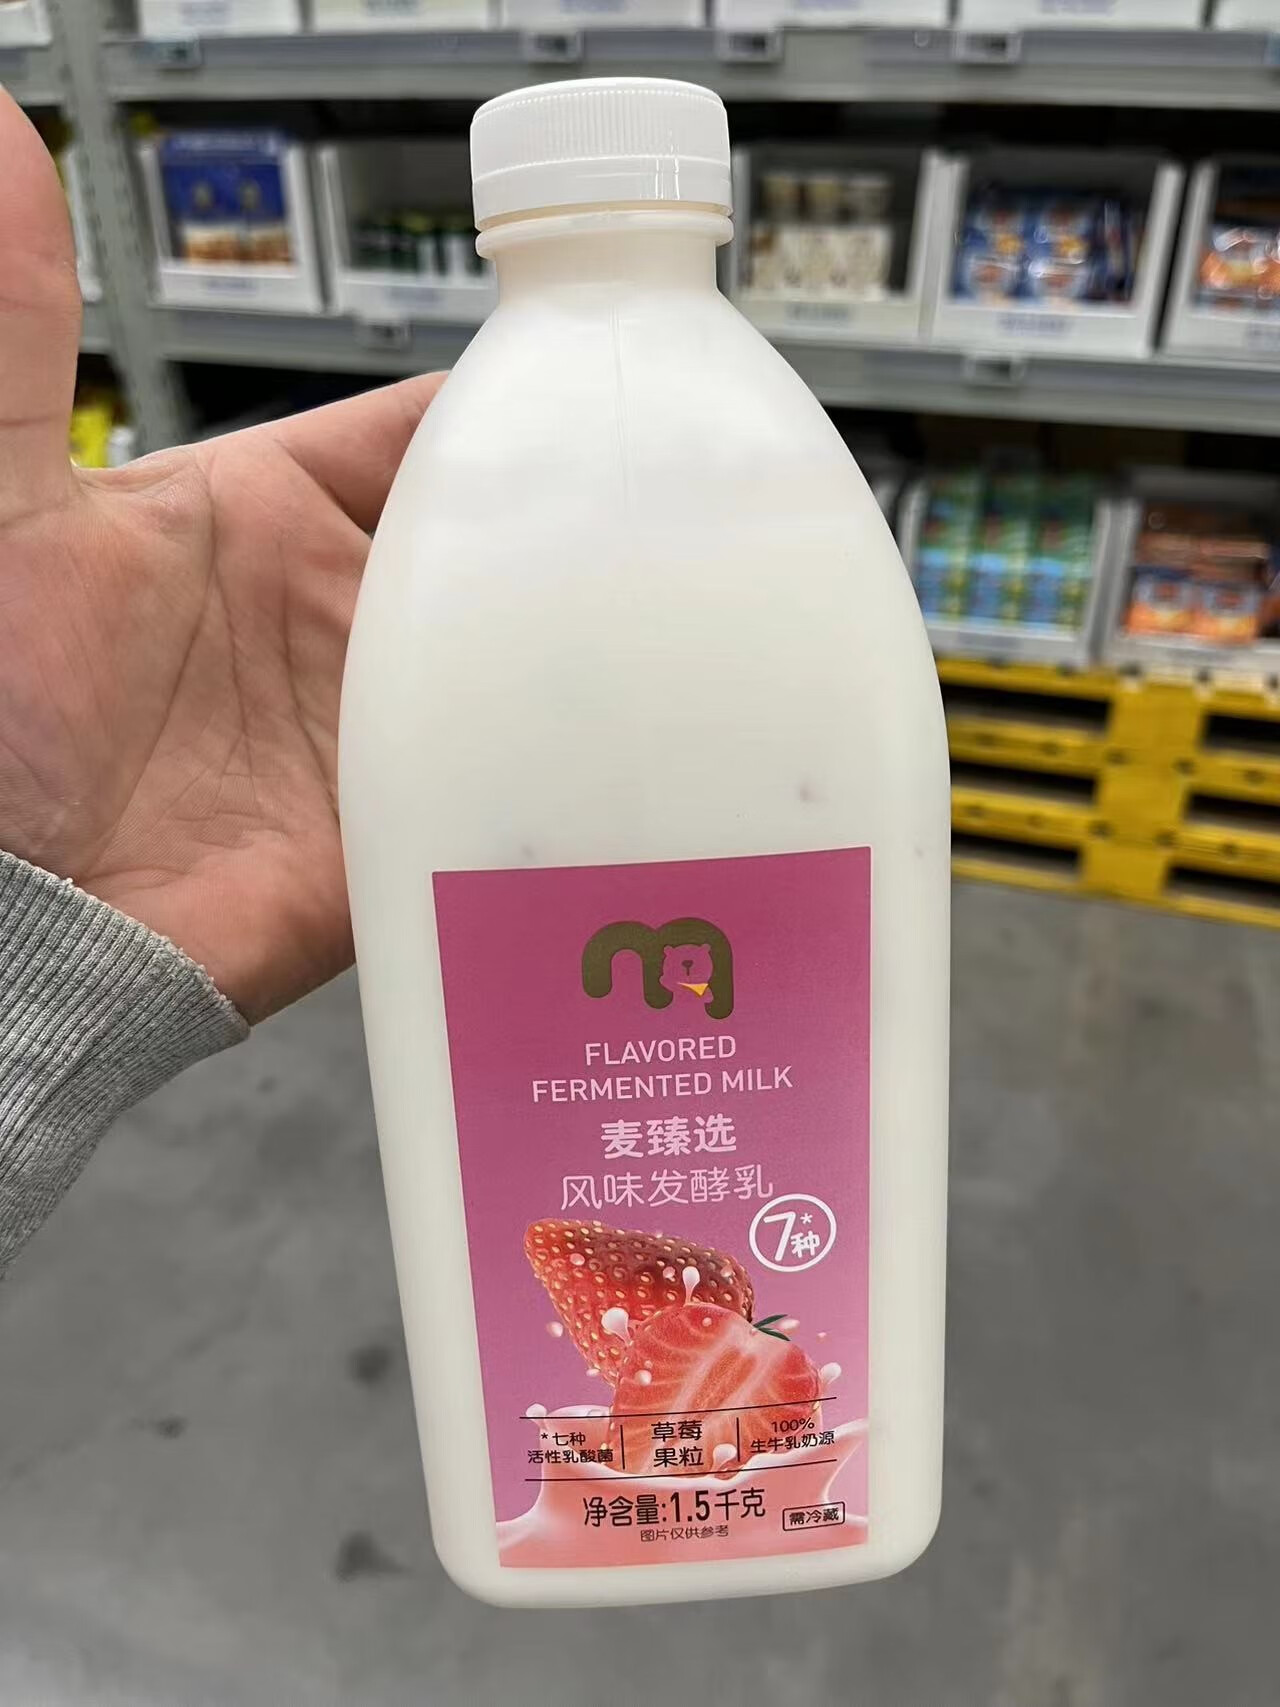 FLAVORED
FERMENTED MILK
麦臻选
风味发酵乳
7*种
*七种
活性乳酸菌
草莓
果粒
100%
生牛乳奶源
净含量:1.5千克
图片仅供参考
需冷藏